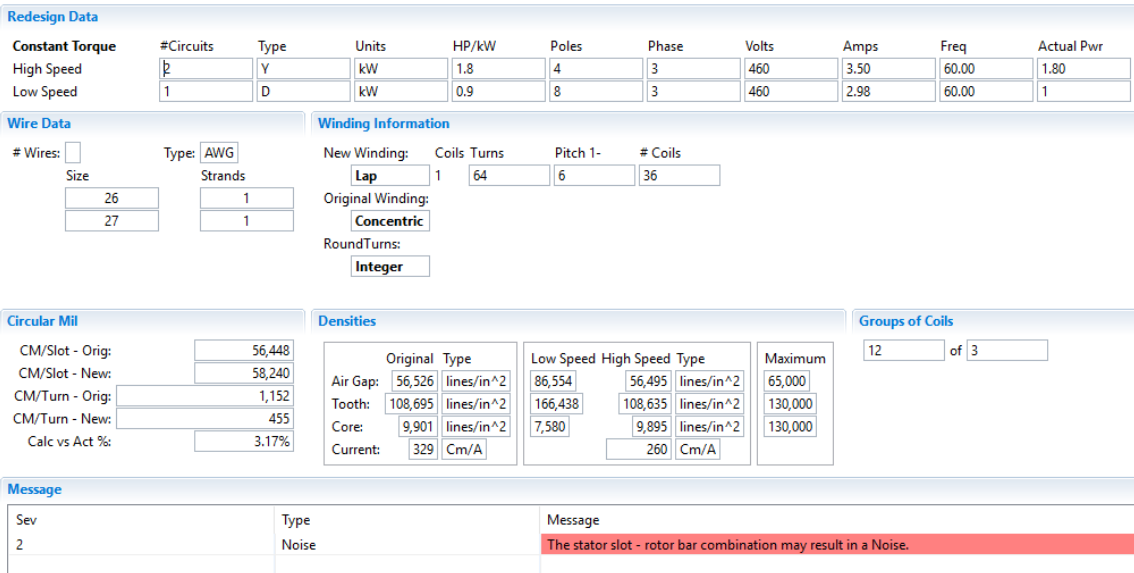 Redesign Data
Constant Torque #Circuits Type Units HP/kW Poles Phase Volts Amps Freq Actual Pwr
High Speed 2 Y kW 1.8 4 3 460 3.50 60.00 1.80
Low Speed 1 D kW 0.9 8 3 460 2.98 60.00 1
Wire Data
# Wires: Type: AWG
Size Strands
26 1
27 1
Winding Information
New Winding: Coils Turns Pitch 1- # Coils
Lap 1 64 6 36
Original Winding:
Concentric
RoundTurns:
Integer
Circular Mil
CM/Slot - Orig: 56,448
CM/Slot - New: 58,240
CM/Turn - Orig: 1,152
CM/Turn - New: 455
Calc vs Act %: 3.17%
Densities
Original Type Low Speed High Speed Type Maximum
Air Gap: 56,526 lines/in^2 86,554 56,495 lines/in^2 65,000
Tooth: 108,695 lines/in^2 166,438 108,635 lines/in^2 130,000
Core: 9,901 lines/in^2 7,580 9,895 lines/in^2 130,000
Current: 329 Cm/A 260 Cm/A
Groups of Coils
12 of 3
Message
Sev Type Message
2 Noise The stator slot - rotor bar combination may result in a Noise.